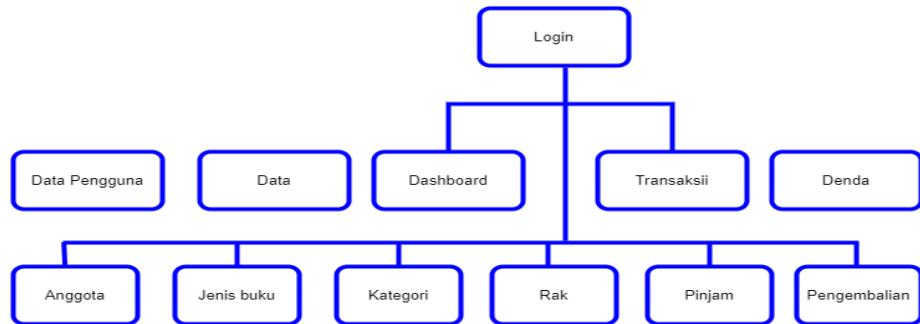 Login
Data Pengguna
Data
Dashboard
Transaksii
Denda
Anggota
Jenis buku
Kategori
Rak
Pinjam
Pengembalian